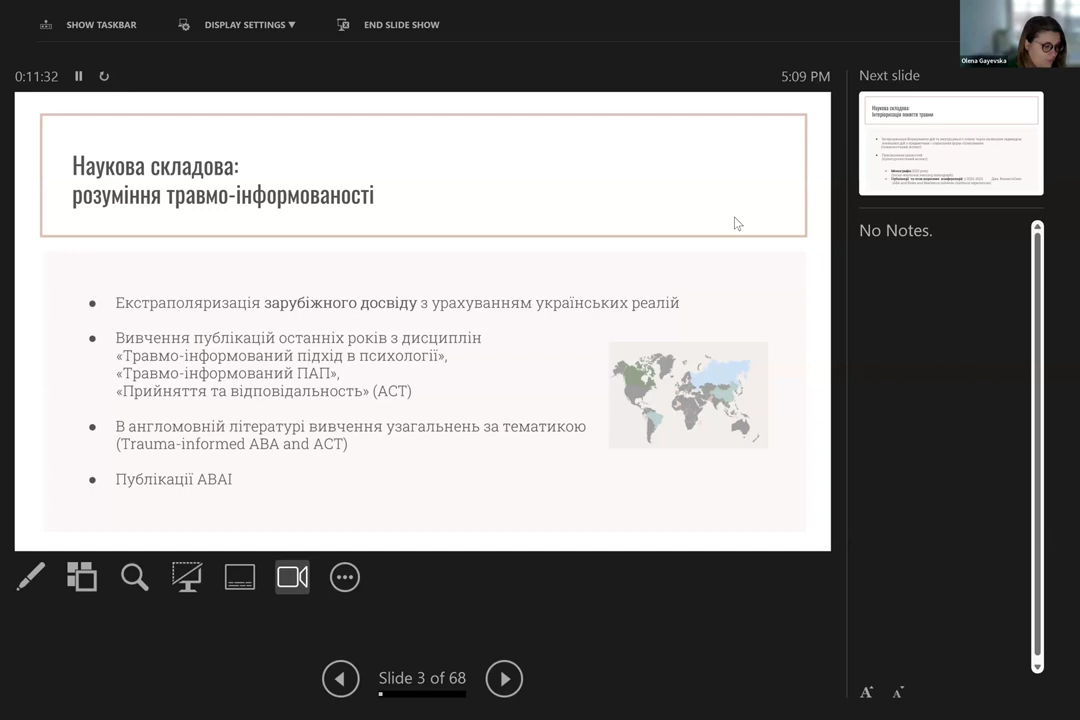 SHOW TASKBAR
DISPLAY SETTINGS ▼
END SLIDE SHOW
Olena Gayevska
0:11:32
5:09 PM
Next slide
Наукова складова:
розуміння травмо-інформованості
• Екстраполяризація зарубіжного досвіду з урахуванням українських реалій
• Вивчення публікацій останніх років з дисциплін
«Травмо-інформований підхід в психології»,
«Травмо-інформований ПАП»,
«Прийняття та відповідальность» (ACT)
• В англомовній літературі вивчення узагальнень за тематикою
(Trauma-informed ABA and ACT)
• Публікації ABAI
Наукова складова:
No Notes.
Slide 3 of 68
A
A